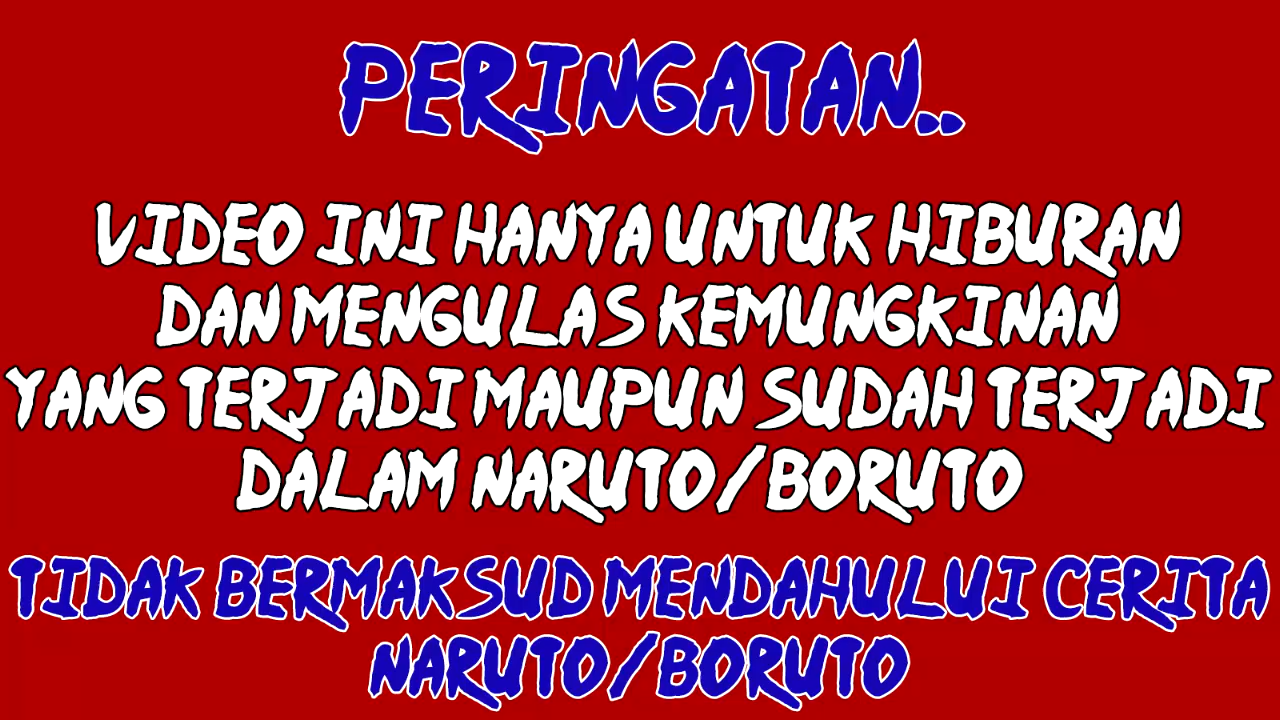 PERINGATAN..
VIDEO INI HANYA UNTUK HIBURAN
DAN MENGULAS KEMUNGKINAN
YANG TERJADI MAUPUN SUDAH TERJADI
DALAM NARUTO/BORUTO
TIDAK BERMAKSUD MENDAHULUI CERITA
NARUTO/BORUTO